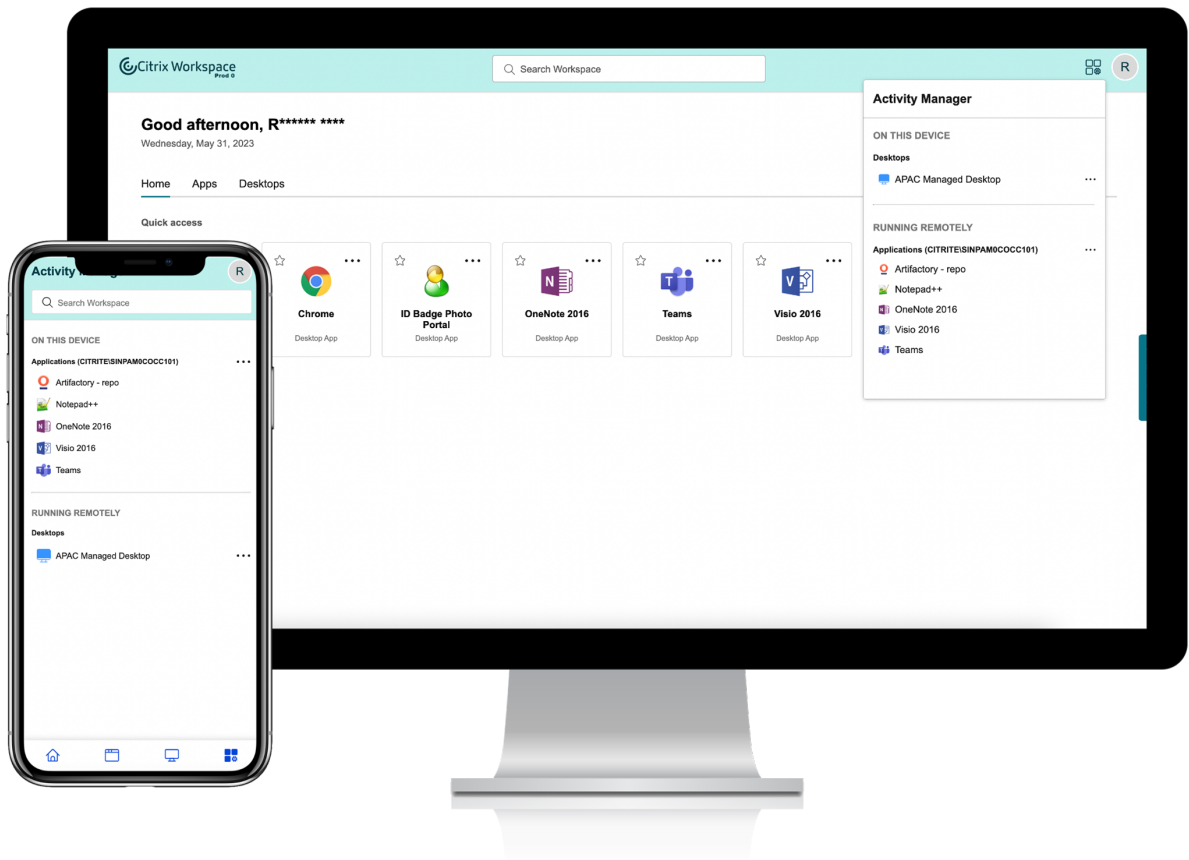 Citrix Workspace
Prod 0
Search Workspace
R
Good afternoon, R****** ****
Wednesday, May 31, 2023
Home Apps Desktops
Quick access
Chrome
Desktop App
ID Badge Photo
Portal
Desktop App
N
OneNote 2016
Desktop App
T
Teams
Desktop App
V
Visio 2016
Desktop App
Activity Manager
ON THIS DEVICE
Desktops
APAC Managed Desktop
RUNNING REMOTELY
Applications (CITRITE\SINPAM0COCC101)
Artifactory - repo
Notepad++
OneNote 2016
Visio 2016
Teams
Activity
R
Search Workspace
ON THIS DEVICE
Applications (CITRITE\SINPAM0COCC101)
Artifactory - repo
Notepad++
OneNote 2016
Visio 2016
Teams
RUNNING REMOTELY
Desktops
APAC Managed Desktop